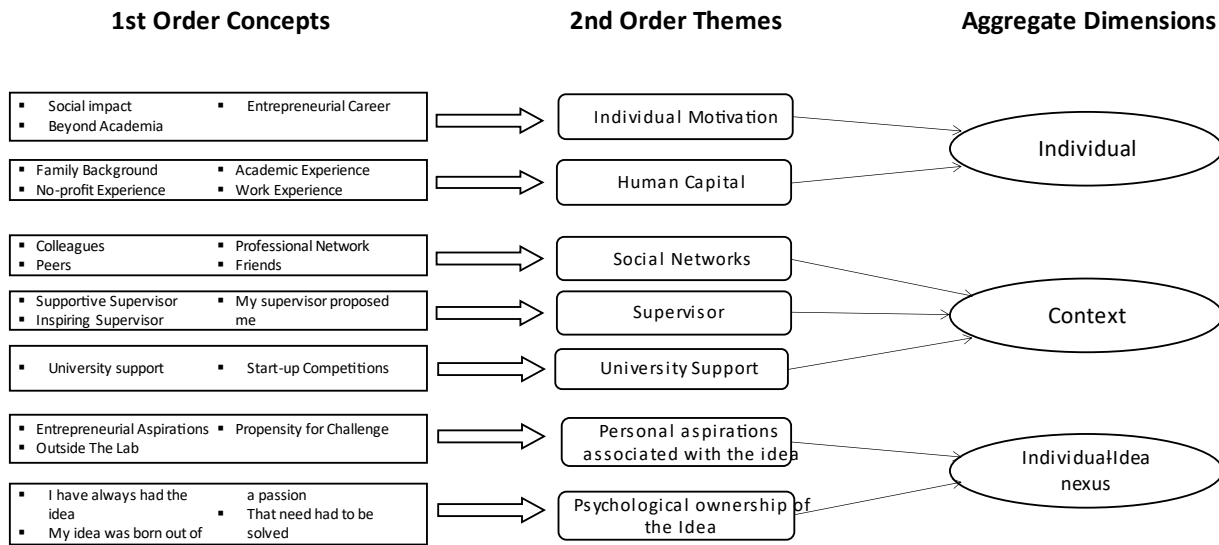 1st Order Concepts
2nd Order Themes
Aggregate Dimensions
▪ Social impact
▪ Beyond Academia
▪ Entrepreneurial Career
Individual Motivation
Individual
▪ Family Background
▪ No-profit Experience
▪ Academic Experience
▪ Work Experience
Human Capital
▪ Colleagues
▪ Peers
▪ Professional Network
▪ Friends
Social Networks
▪ Supportive Supervisor
▪ Inspiring Supervisor
▪ My supervisor proposed
me
Supervisor
Context
▪ University support
▪ Start-up Competitions
University Support
▪ Entrepreneurial Aspirations
▪ Outside The Lab
▪ Propensity for Challenge
Personal aspirations
associated with the idea
Individual-Idea
nexus
▪ I have always had the
idea
▪ My idea was born out of
a passion
▪ That need had to be
solved
Psychological ownership of
the Idea